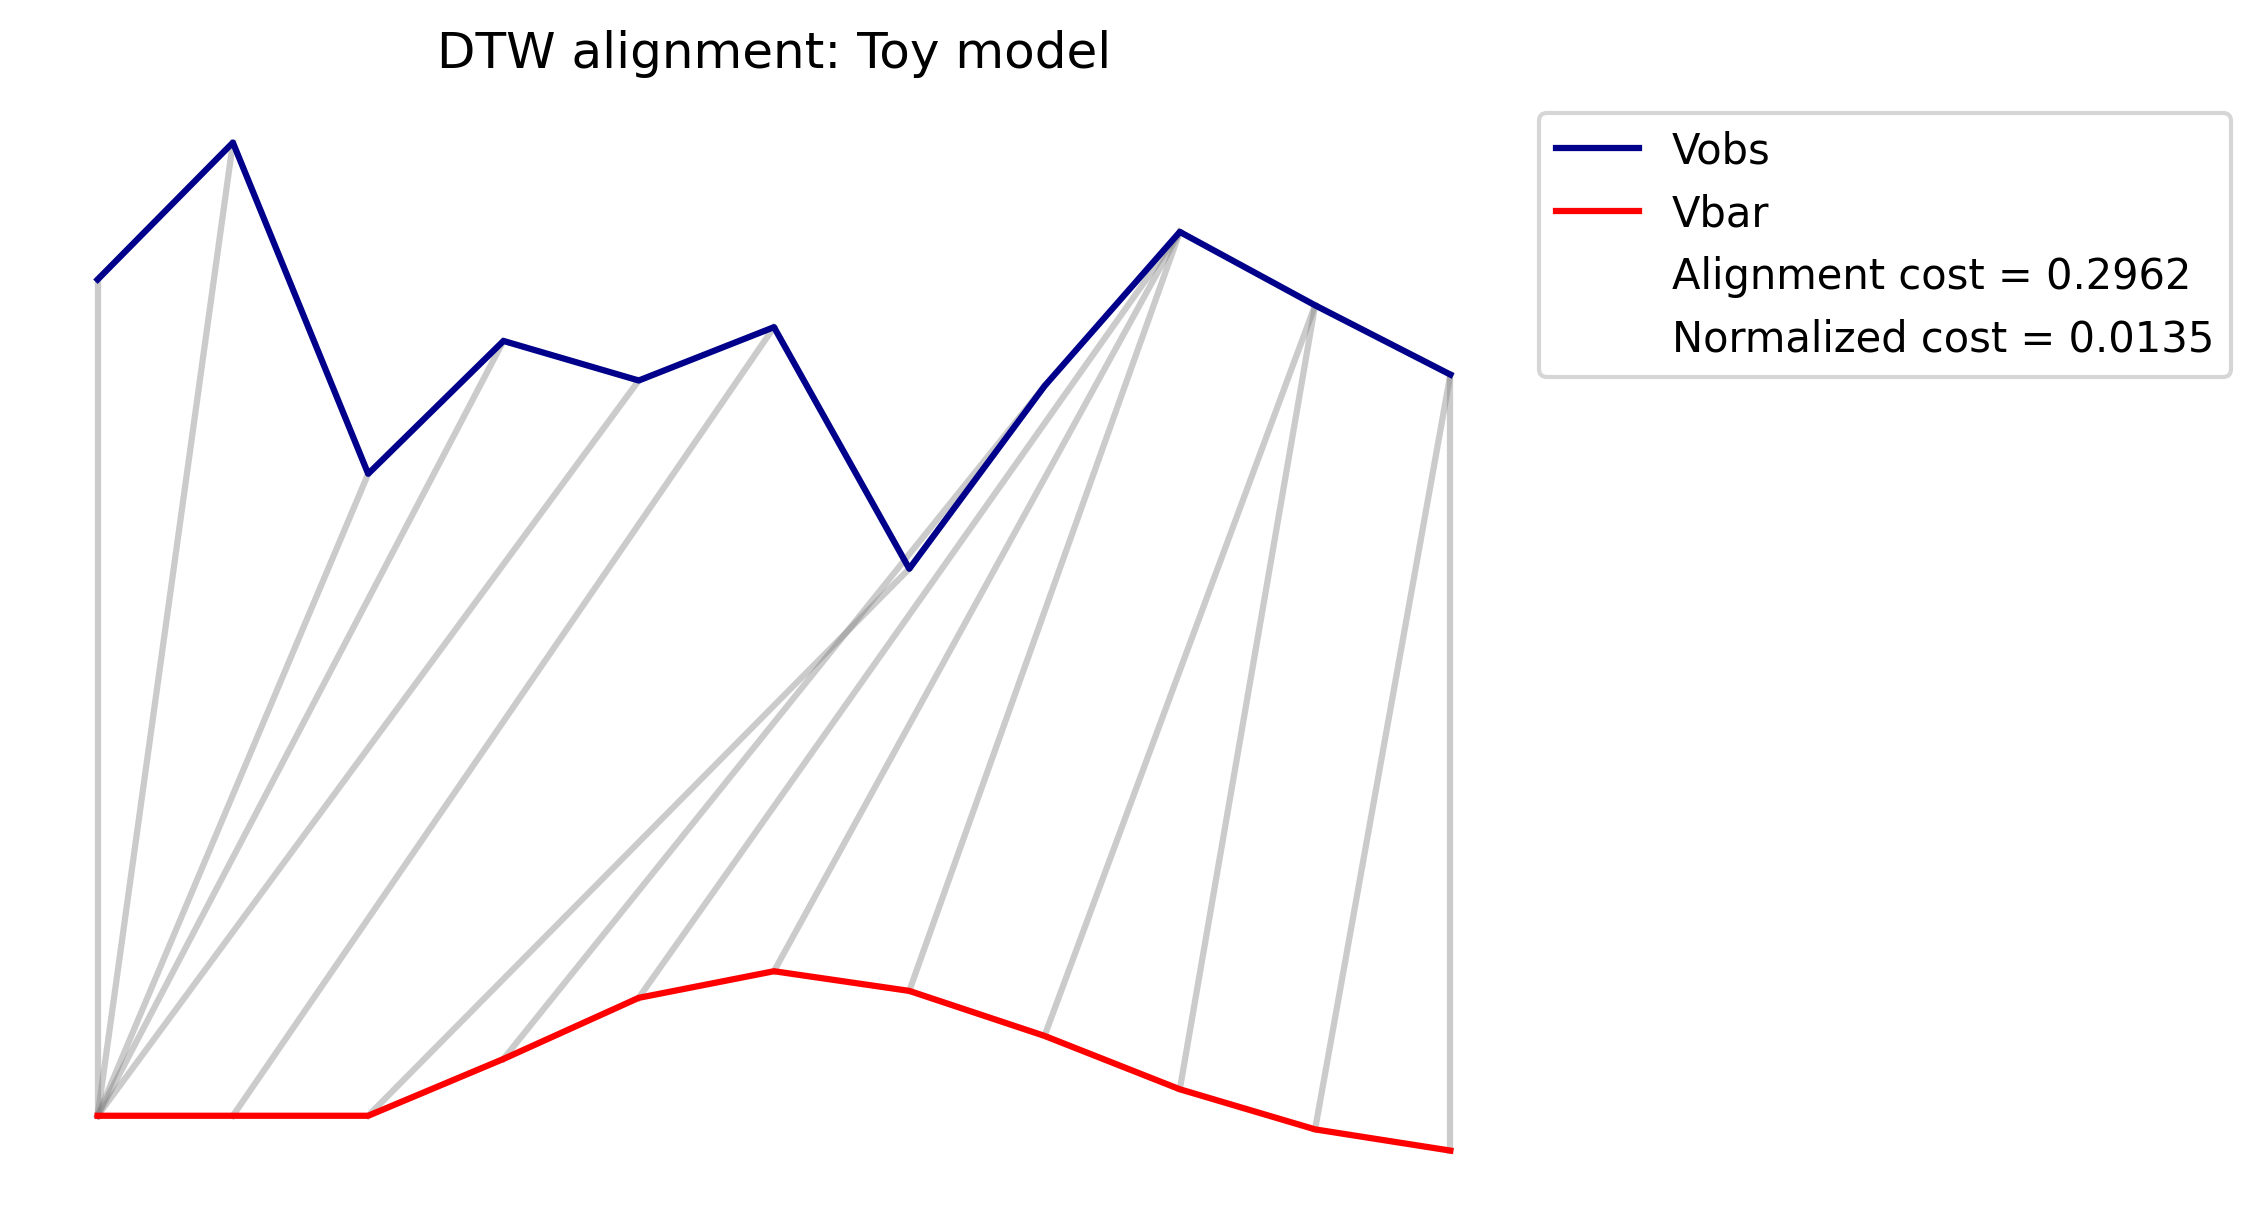 DTW alignment: Toy model
Vobs
Vbar
Alignment cost = 0.2962
Normalized cost = 0.0135